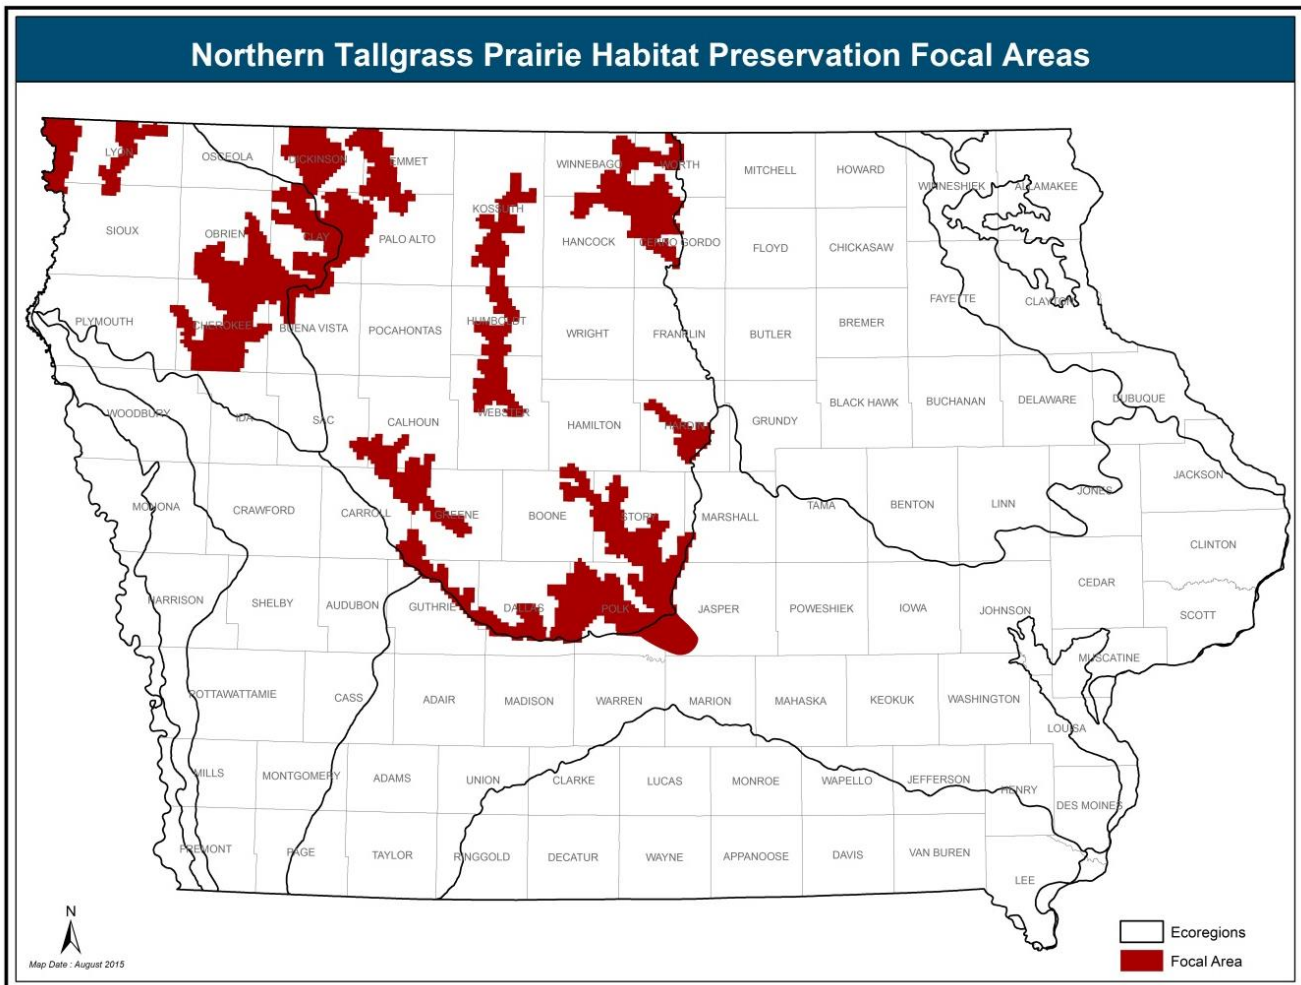 Northern Tallgrass Prairie Habitat Preservation Focal Areas
LYON
OSCEOLA
DICKINSON
EMMET
WINNEBAGO
WORTH
MITCHELL
HOWARD
WINNESHIEK
ALLAMAKEE
SIOUX
OBRIEN
CLAY
PALO ALTO
KOSSUTH
HANCOCK
CERRO GORDO
FLOYD
CHICKASAW
FAYETTE
CLAYTON
PLYMOUTH
CHEROKEE
BUENA VISTA
POCAHONTAS
HUMBOLDT
WRIGHT
FRANKLIN
BUTLER
BREMER
WOODBURY
IDA
SAC
CALHOUN
WEBSTER
HAMILTON
HARDIN
GRUNDY
BLACK HAWK
BUCHANAN
DELAWARE
DUBUQUE
MONONA
CRAWFORD
CARROLL
GREENE
BOONE
STORY
MARSHALL
TAMA
BENTON
LINN
JONES
JACKSON
CLINTON
HARRISON
SHELBY
AUDUBON
GUTHRIE
DALLAS
POLK
JASPER
POWESHIEK
IOWA
JOHNSON
CEDAR
SCOTT
MUSCATINE
POTTAWATTAMIE
CASS
ADAIR
MADISON
WARREN
MARION
MAHASKA
KEOKUK
WASHINGTON
LOUISA
MILLS
MONTGOMERY
ADAMS
UNION
CLARKE
LUCAS
MONROE
WAPELLO
JEFFERSON
HENRY
DES MOINES
FREMONT
PAGE
TAYLOR
RINGGOLD
DECATUR
WAYNE
APPANOOSE
DAVIS
VAN BUREN
LEE
N
Map Date : August 2015
Ecoregions
Focal Area